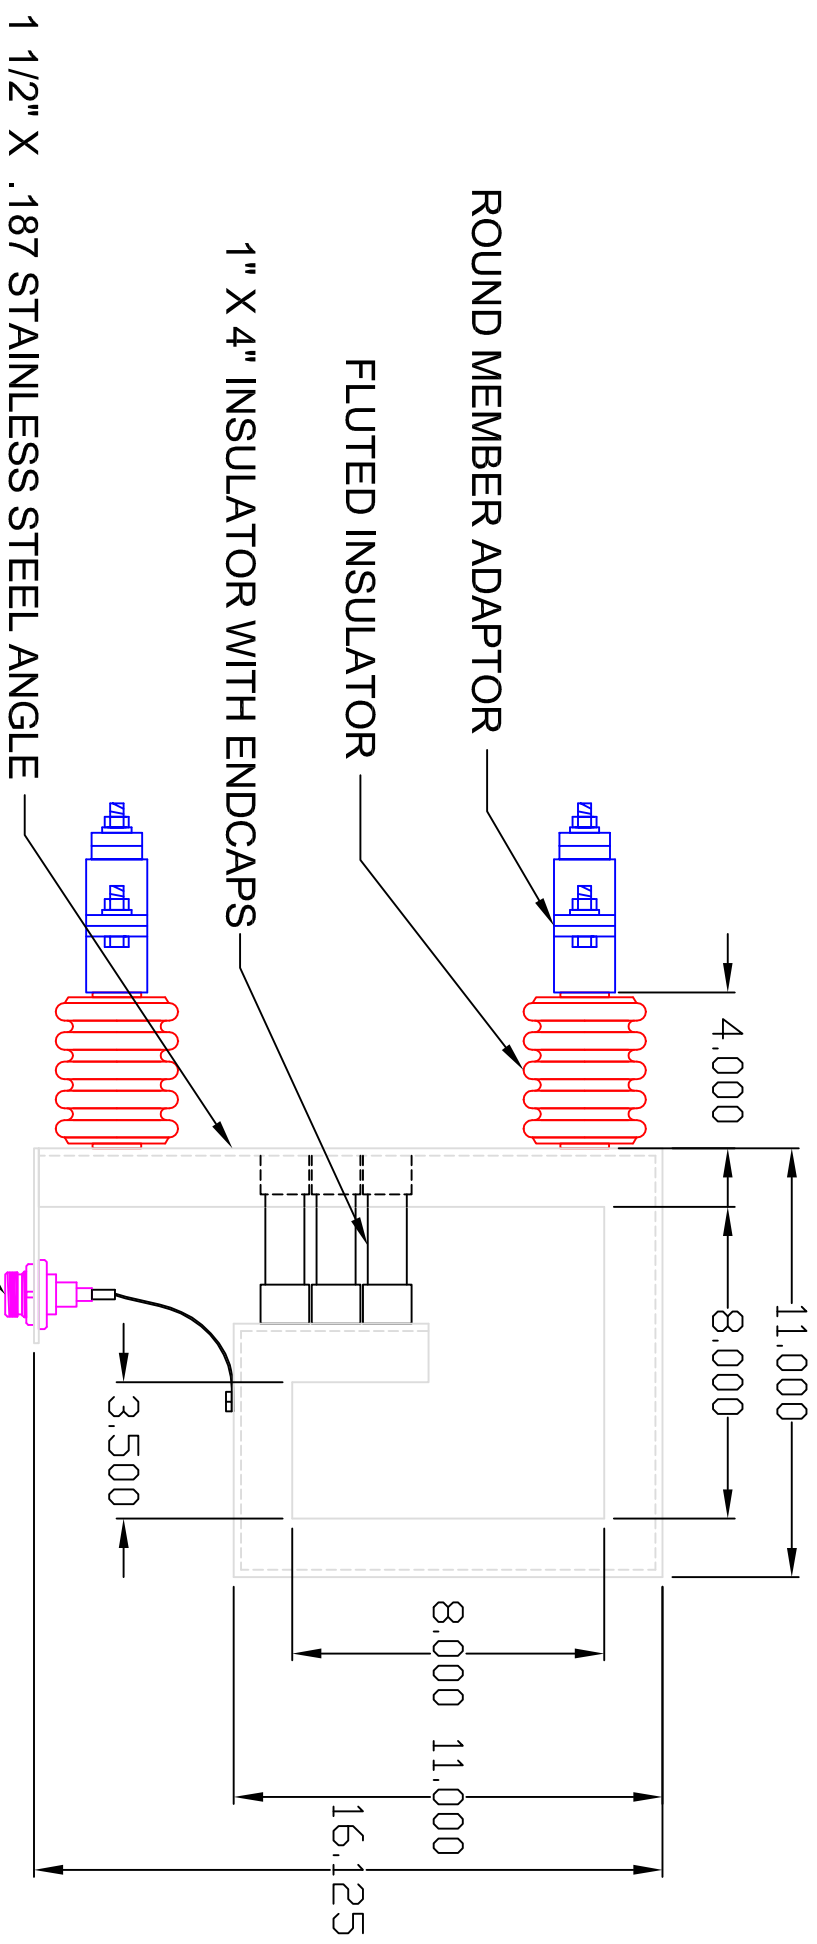 16.125
11.000
8.000
3.500
11.000
8.000
4.000
ROUND MEMBER ADAPTOR
FLUTED INSULATOR
1" X 4" INSULATOR WITH ENDCAPS
1 1/2" X .187 STAINLESS STEEL ANGLE